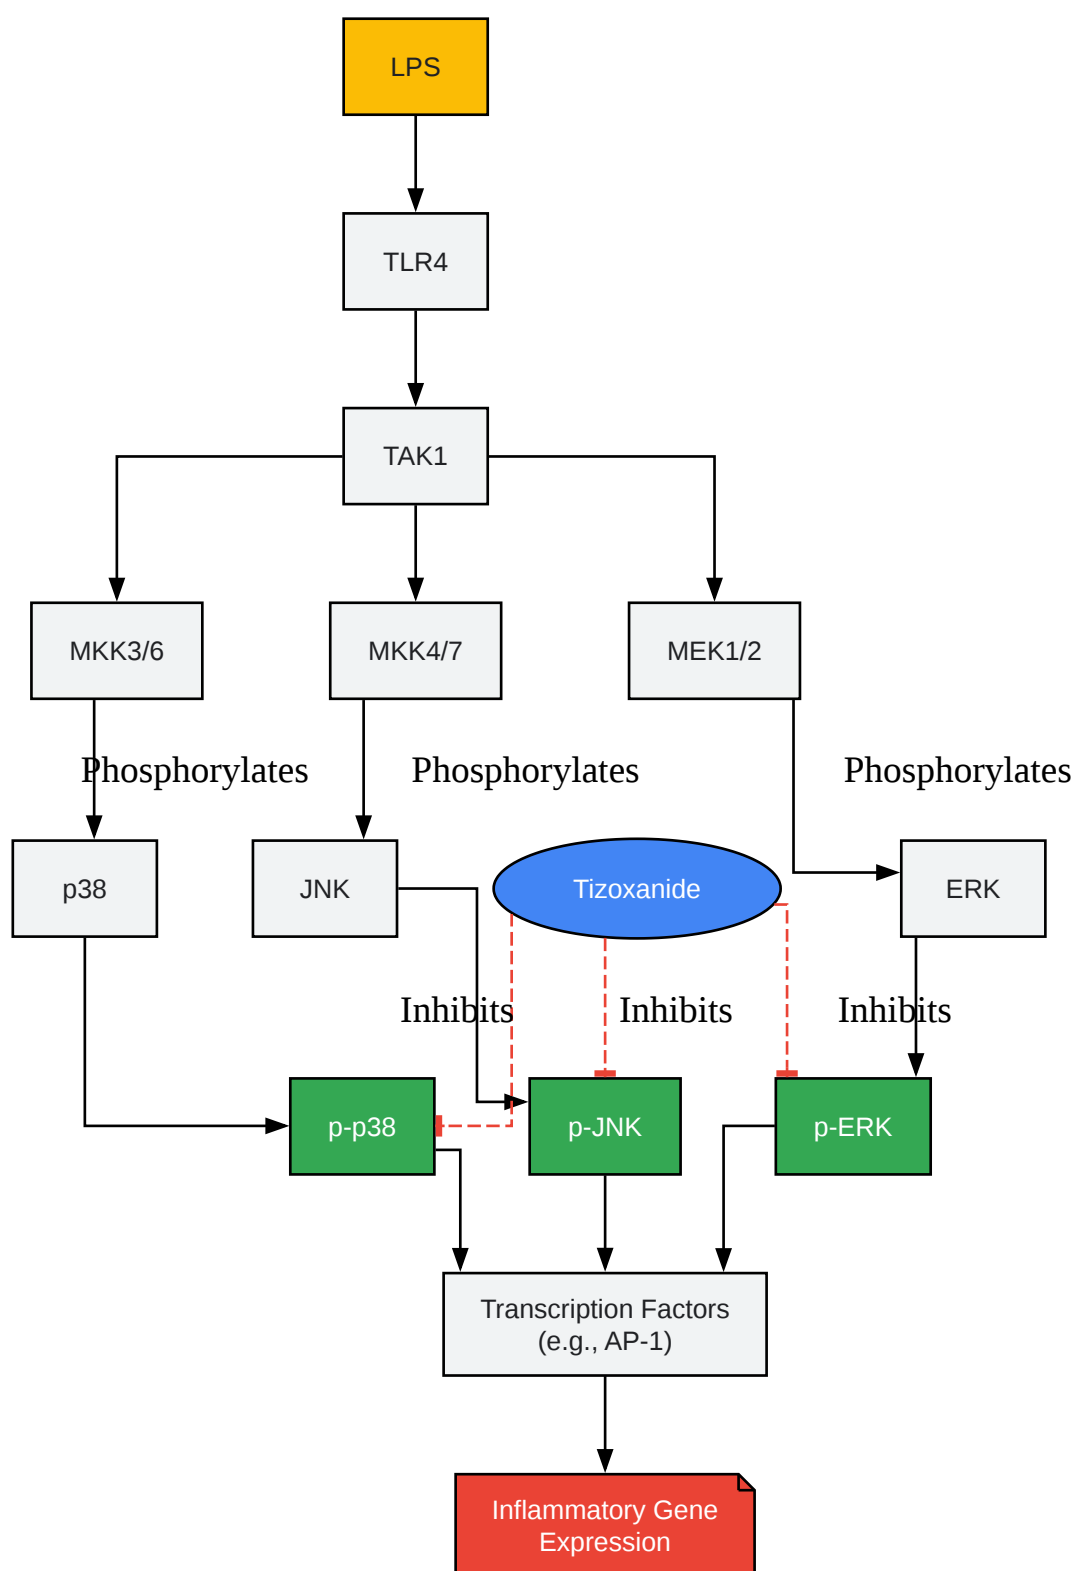 LPS
TLR4
TAK1
MKK3/6
MKK4/7
MEK1/2
Phosphorylates
Phosphorylates
Phosphorylates
p38
JNK
Tizoxanide
ERK
Inhibits
Inhibits
Inhibits
p-p38
p-JNK
p-ERK
Transcription Factors
(e.g., AP-1)
Inflammatory Gene
Expression